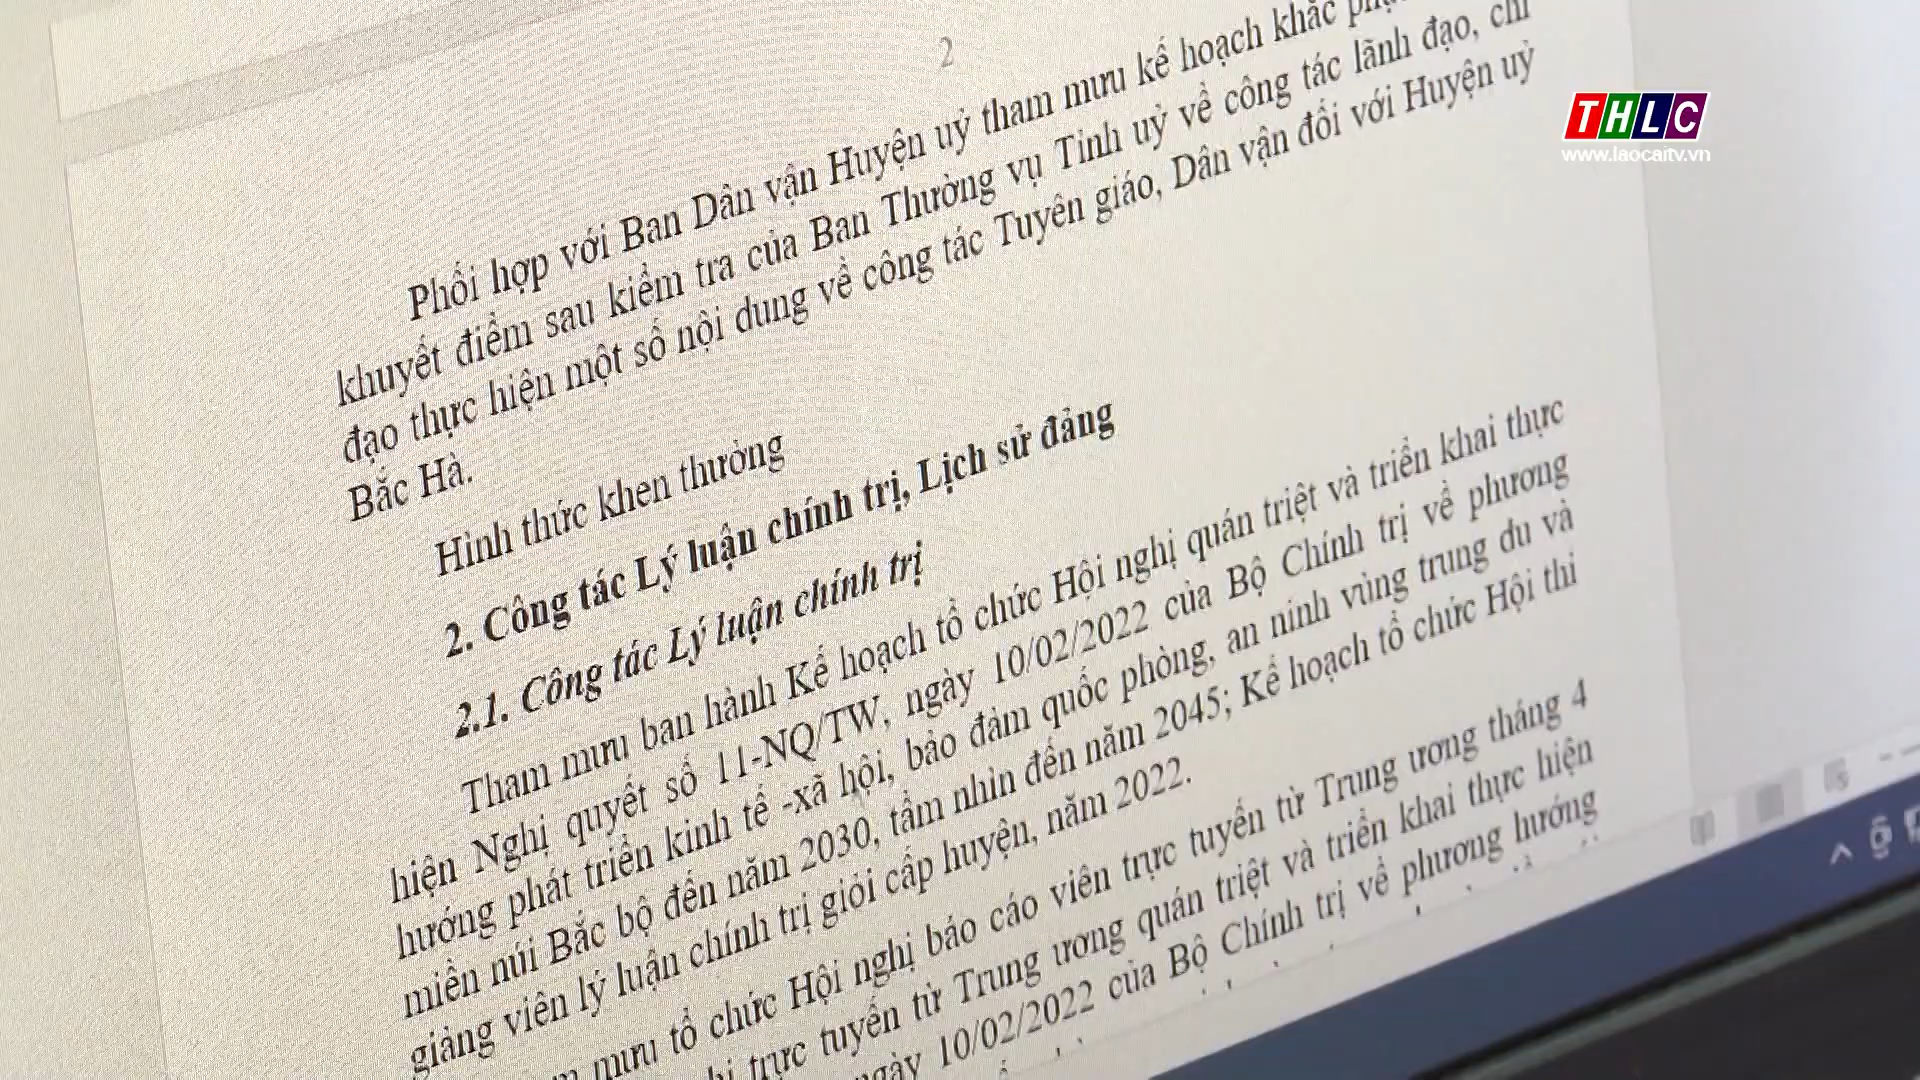 2
THLC
www.laocaitv.vn
Phối hợp với Ban Dân vận Huyện uỷ tham mưu kế hoạch khắc
khuyết điểm sau kiểm tra của Ban Thường vụ Tỉnh uỷ về công tác lãnh đạo, chỉ
đạo thực hiện một số nội dung về công tác Tuyên giáo, Dân vận đối với Huyện uỷ
Bắc Hà.
Hình thức khen thưởng
2. Công tác Lý luận chính trị, Lịch sử đảng
2.1. Công tác Lý luận chính trị
Tham mưu ban hành Kế hoạch tổ chức Hội nghị quán triệt và triển khai thực
hiện Nghị quyết số 11-NQ/TW, ngày 10/02/2022 của Bộ Chính trị về phương
hướng phát triển kinh tế -xã hội, bảo đảm quốc phòng, an ninh vùng trung du và
miền núi Bắc bộ đến năm 2030, tầm nhìn đến năm 2045; Kế hoạch tổ chức Hội thi
giảng viên lý luận chính trị giỏi cấp huyện, năm 2022.
mưu tổ chức Hội nghị báo cáo viên trực tuyến từ Trung ương tháng 4
trực tuyến từ Trung ương quán triệt và triển khai thực hiện
10/02/2022 của Bộ Chính trị về phương hướng